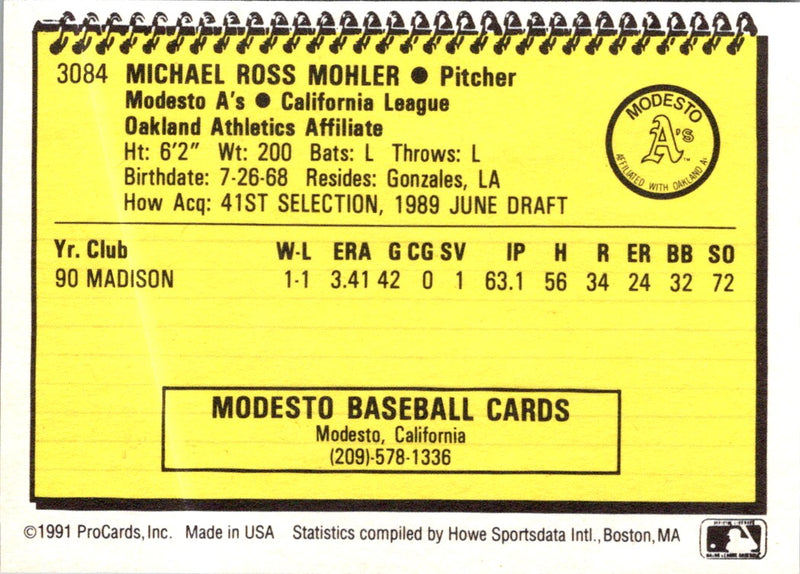 3084 MICHAEL ROSS MOHLER ● Pitcher
Modesto A's ● California League
Oakland Athletics Affiliate
Ht: 6'2" Wt: 200 Bats: L Throws: L
Birthdate: 7-26-68 Resides: Gonzales, LA
How Acq: 41ST SELECTION, 1989 JUNE DRAFT
MODESTO
A's
™
AFFILIATED WITH OAKLAND A's
Yr. Club W-L ERA G CG SV IP H R ER BB SO
90 MADISON 1-1 3.41 42 0 1 63.1 56 34 24 32 72
MODESTO BASEBALL CARDS
Modesto, California
(209)-578-1336
©1991 ProCards, Inc. Made in USA Statistics compiled by Howe Sportsdata Intl., Boston, MA